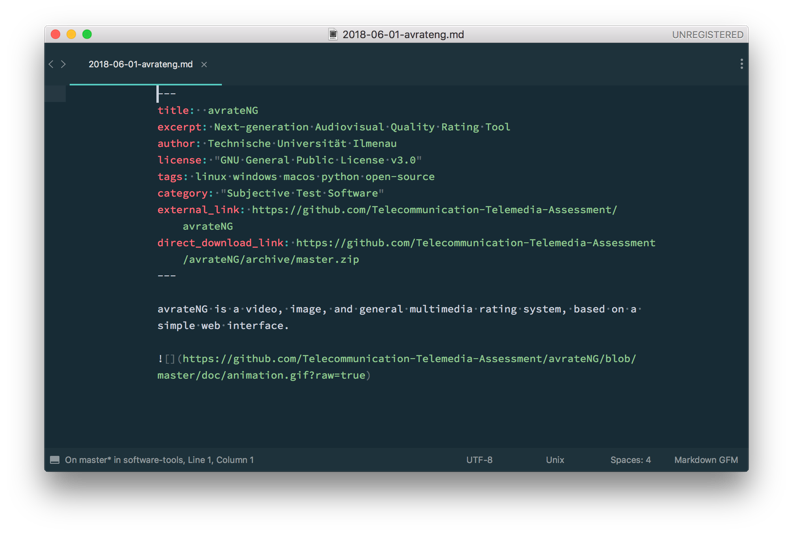 2018-06-01-avrateng.md
UNREGISTERED
2018-06-01-avrateng.md ×
---
title:  avrateNG
excerpt: Next-generation Audiovisual Quality Rating Tool
author: Technische Universität Ilmenau
license: "GNU General Public License v3.0"
tags: linux windows macos python open-source
category: "Subjective Test Software"
external_link: https://github.com/Telecommunication-Telemedia-Assessment/
avrateNG
direct_download_link: https://github.com/Telecommunication-Telemedia-Assessment
/avrateNG/archive/master.zip
---
avrateNG is a video, image, and general multimedia rating system, based on a
simple web interface.
![](https://github.com/Telecommunication-Telemedia-Assessment/avrateNG/blob/
master/doc/animation.gif?raw=true)
On master* in software-tools, Line 1, Column 1
UTF-8
Unix
Spaces: 4
Markdown GFM